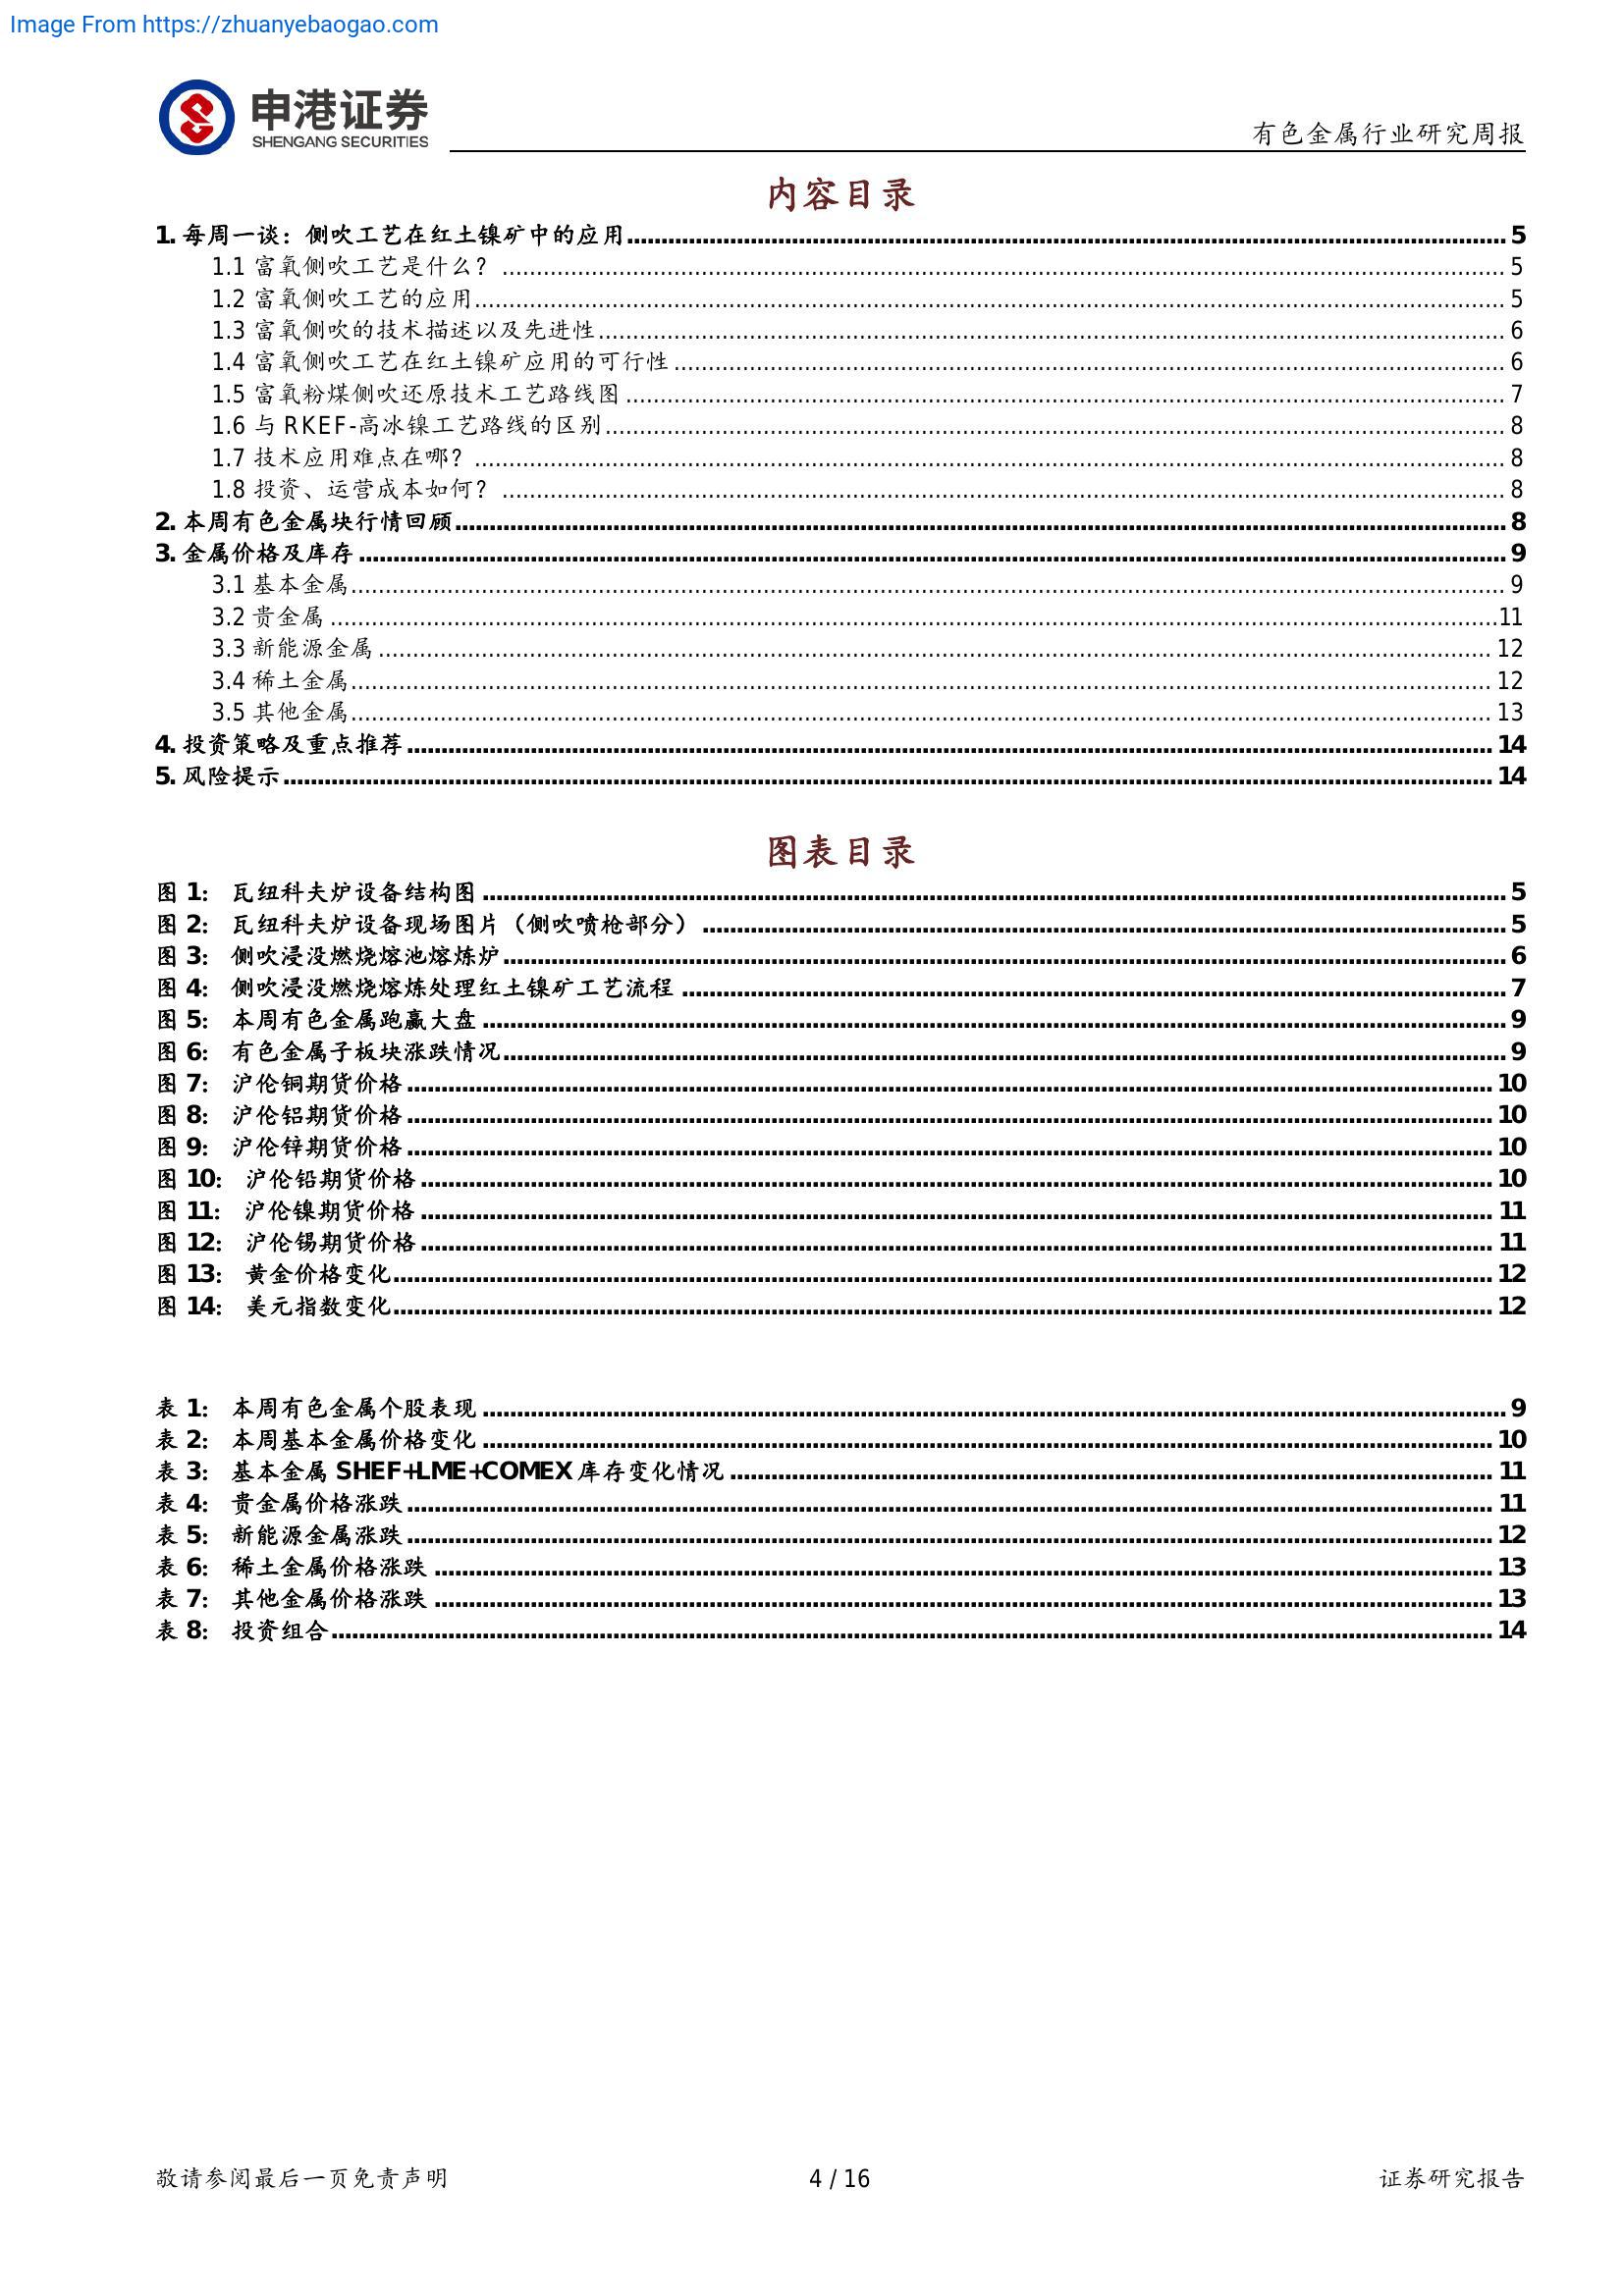 Image From https://zhuanyebaogao.com
申港证券
SHENGANG SECURITIES
有色金属行业研究周报
内容目录
1. 每周一谈：侧吹工艺在红土镍矿中的应用 5
1.1 富氧侧吹工艺是什么？ 5
1.2 富氧侧吹工艺的应用 5
1.3 富氧侧吹的技术描述以及先进性 6
1.4 富氧侧吹工艺在红土镍矿应用的可行性 6
1.5 富氧粉煤侧吹还原技术工艺路线图 7
1.6 与 RKEF-高冰镍工艺路线的区别 8
1.7 技术应用难点在哪？ 8
1.8 投资、运营成本如何？ 8
2. 本周有色金属块行情回顾 8
3. 金属价格及库存 9
3.1 基本金属 9
3.2 贵金属 11
3.3 新能源金属 12
3.4 稀土金属 12
3.5 其他金属 13
4. 投资策略及重点推荐 14
5. 风险提示 14
图表目录
图 1： 瓦纽科夫炉设备结构图 5
图 2： 瓦纽科夫炉设备现场图片（侧吹喷枪部分） 5
图 3： 侧吹浸没燃烧熔池熔炼炉 6
图 4： 侧吹浸没燃烧熔炼处理红土镍矿工艺流程 7
图 5： 本周有色金属跑赢大盘 9
图 6： 有色金属子板块涨跌情况 9
图 7： 沪伦铜期货价格 10
图 8： 沪伦铝期货价格 10
图 9： 沪伦锌期货价格 10
图 10： 沪伦铅期货价格 10
图 11： 沪伦镍期货价格 11
图 12： 沪伦锡期货价格 11
图 13： 黄金价格变化 12
图 14： 美元指数变化 12
表 1： 本周有色金属个股表现 9
表 2： 本周基本金属价格变化 10
表 3： 基本金属 SHEF+LME+COMEX 库存变化情况 11
表 4： 贵金属价格涨跌 11
表 5： 新能源金属涨跌 12
表 6： 稀土金属价格涨跌 13
表 7： 其他金属价格涨跌 13
表 8： 投资组合 14
敬请参阅最后一页免责声明
4 / 16
证券研究报告